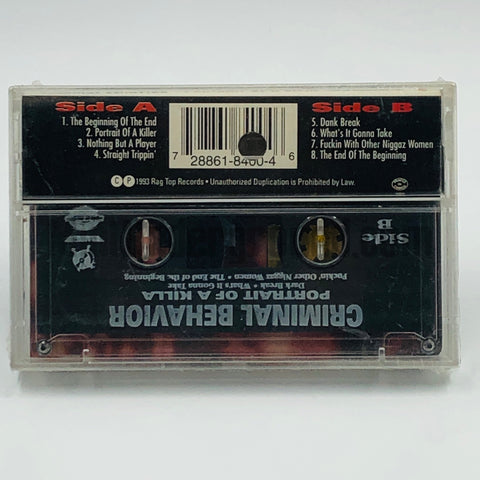 Side A
1. The Beginning Of The End
2. Portrait Of A Killer
3. Nothing But A Player
4. Straight Trippin'
7 28861-8400-4 6
Side B
5. Dank Break
6. What's It Gonna Take
7. Fuckin With Other Niggaz Women
8. The End Of The Beginning
© ℗ 1993 Rag Top Records • Unauthorized Duplication is Prohibited by Law.
Side
B
CRIMINAL BEHAVIOR
PORTRAIT OF A KILLA
Dark Break • What's It Gonna Take
Fuckin' Other Niggaz Women • The End of the Beginning